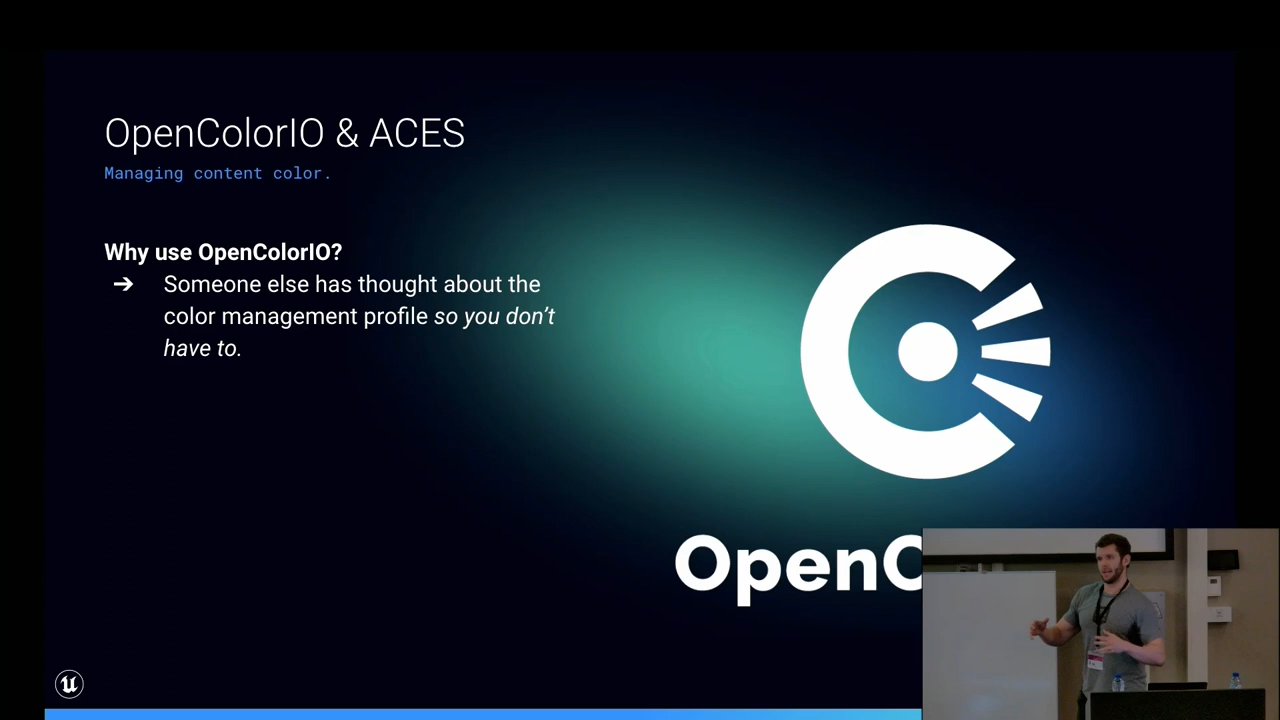 OpenColorIO & ACES
Managing content color.
Why use OpenColorIO?
➔ Someone else has thought about the
color management profile so you don’t
have to.
OpenC